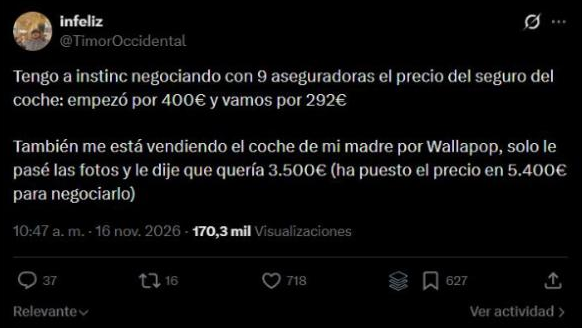 infeliz
@TimorOccidental
Tengo a instinc negociando con 9 aseguradoras el precio del seguro del
coche: empezó por 400€ y vamos por 292€
También me está vendiendo el coche de mi madre por Wallapop, solo le
pasé las fotos y le dije que quería 3.500€ (ha puesto el precio en 5.400€
para negociarlo)
10:47 a. m. · 16 nov. 2026 · 170,3 mil Visualizaciones
37 16 718 627
Relevante Ver actividad